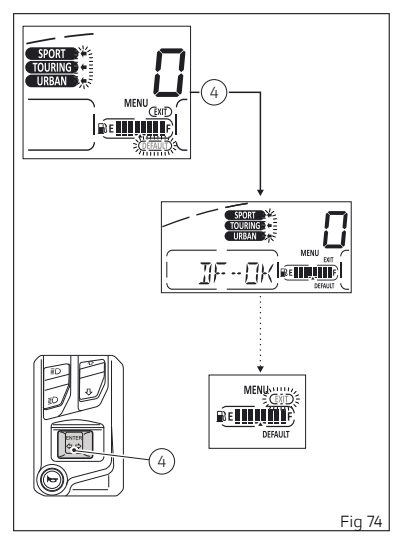 SPORT
TOURING
URBAN
0
MENU
EXIT
E F
DEFAULT
4
SPORT
TOURING
URBAN
0
MENU
EXIT
DF--OK
E F
DEFAULT
MENU
EXIT
E F
DEFAULT
ENTER
4
Fig 74